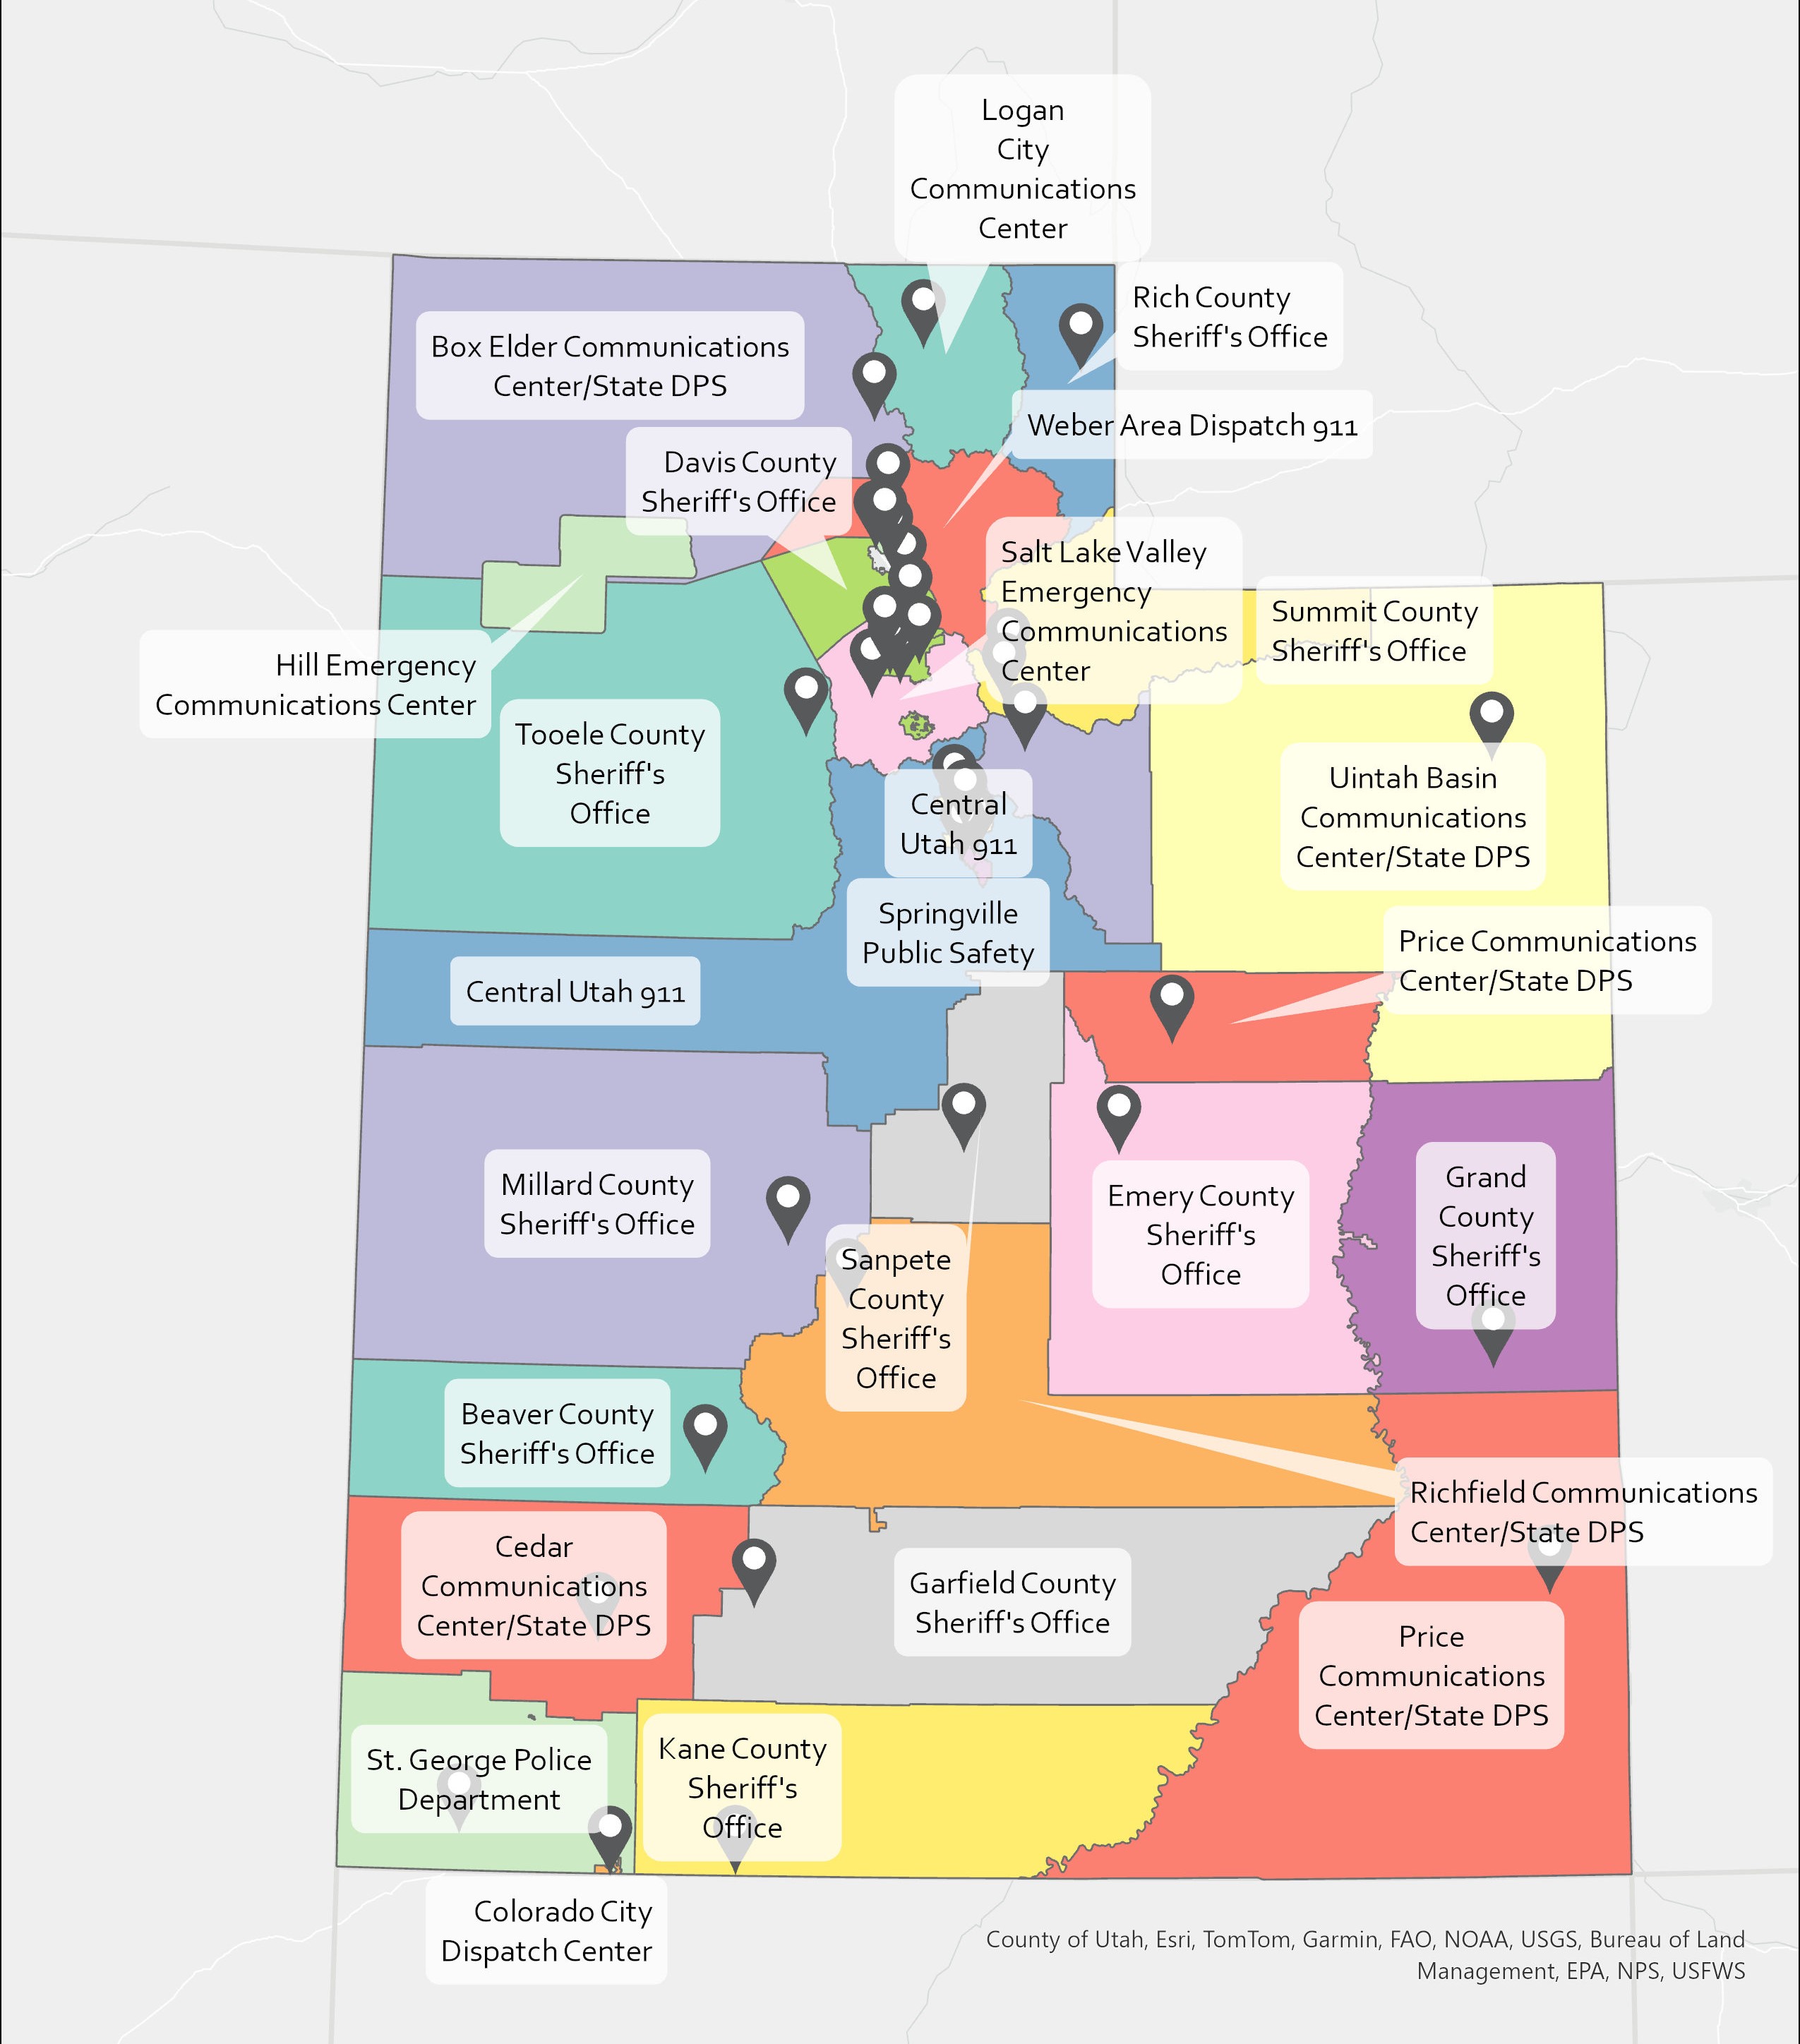 Logan
City
Communications
Center
Rich County
Sheriff's Office
Box Elder Communications
Center/State DPS
Weber Area Dispatch 911
Davis County
Sheriff's Office
Salt Lake Valley
Emergency
Communications
Center
Summit County
Sheriff's Office
Hill Emergency
Communications Center
Tooele County
Sheriff's
Office
Uintah Basin
Communications
Center/State DPS
Central
Utah 911
Springville
Public Safety
Price Communications
Center/State DPS
Central Utah 911
Millard County
Sheriff's Office
Emery County
Sheriff's
Office
Grand
County
Sheriff's
Office
Sanpete
County
Sheriff's
Office
Beaver County
Sheriff's Office
Richfield Communications
Center/State DPS
Cedar
Communications
Center/State DPS
Garfield County
Sheriff's Office
Price
Communications
Center/State DPS
St. George Police
Department
Kane County
Sheriff's
Office
Colorado City
Dispatch Center
County of Utah, Esri, TomTom, Garmin, FAO, NOAA, USGS, Bureau of Land
Management, EPA, NPS, USFWS